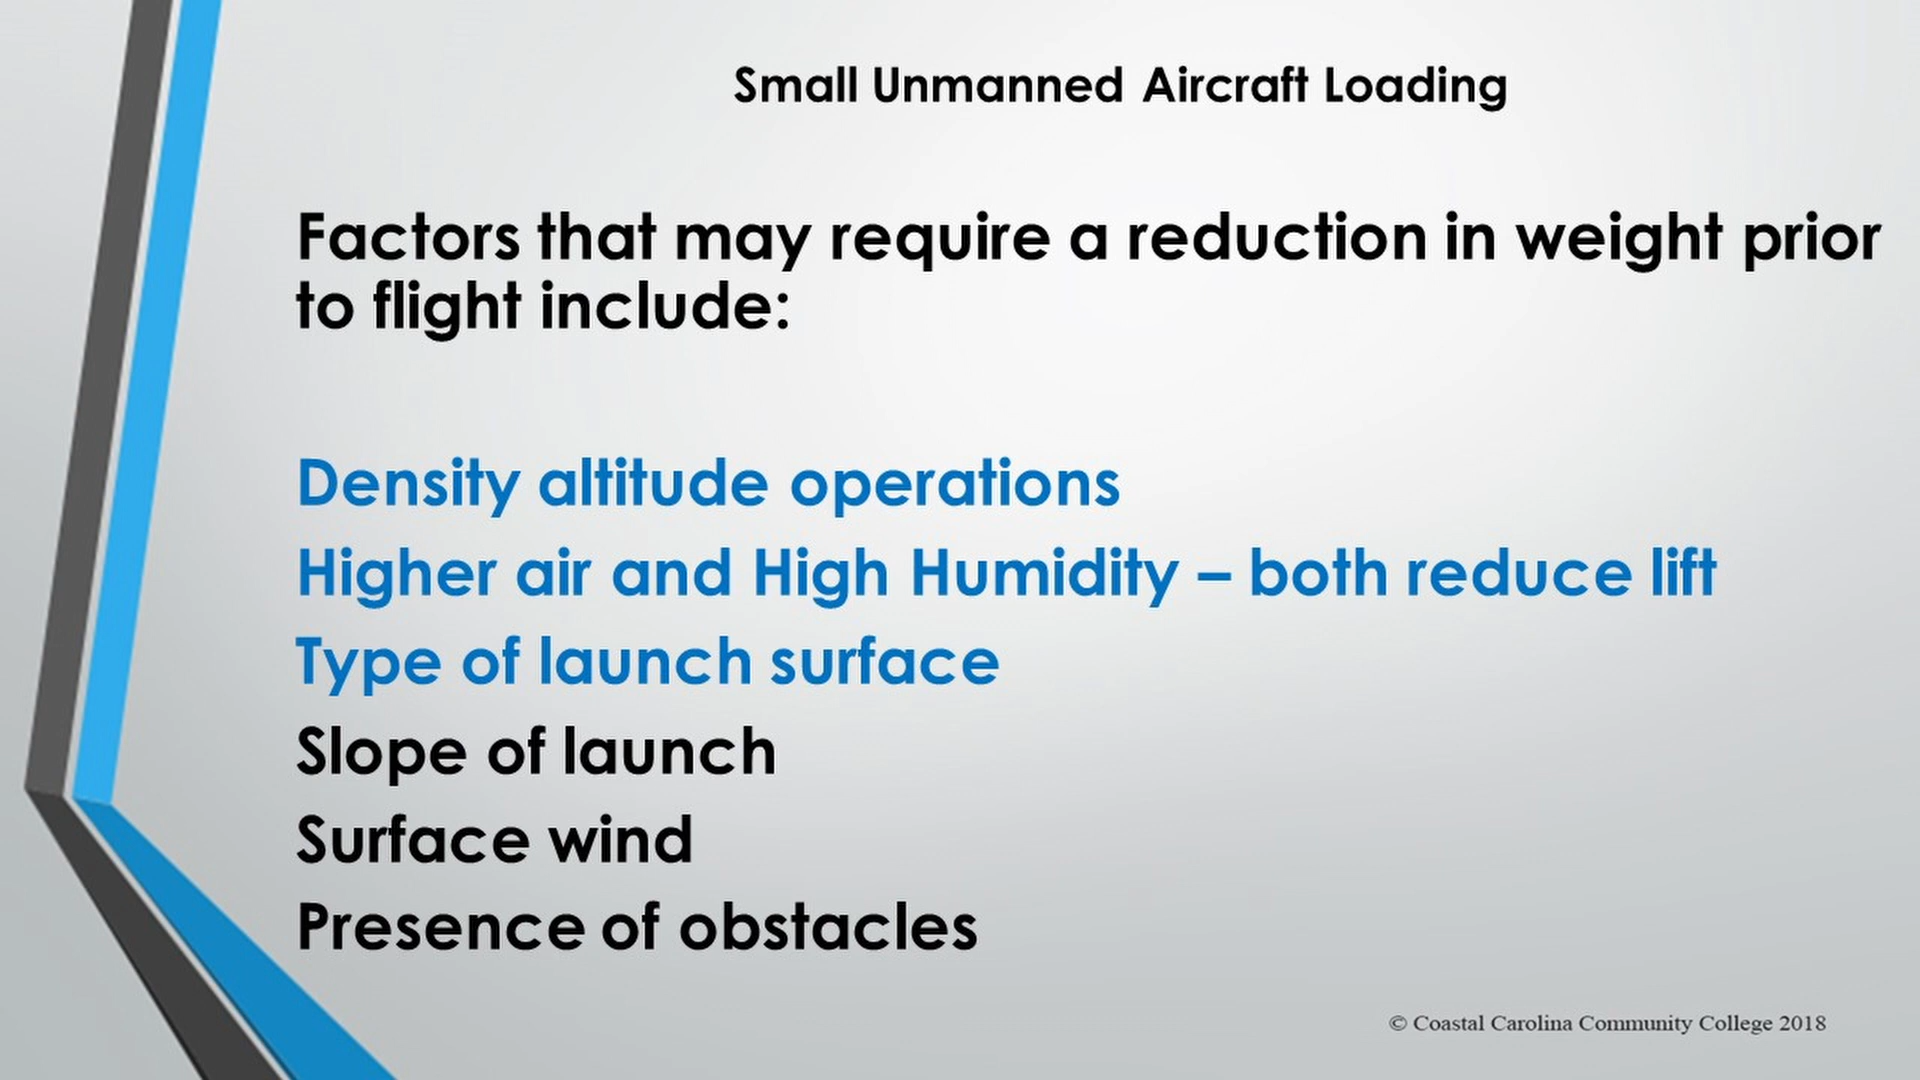 Small Unmanned Aircraft Loading
Factors that may require a reduction in weight prior
to flight include:
Density altitude operations
Higher air and High Humidity – both reduce lift
Type of launch surface
Slope of launch
Surface wind
Presence of obstacles
© Coastal Carolina Community College 2018